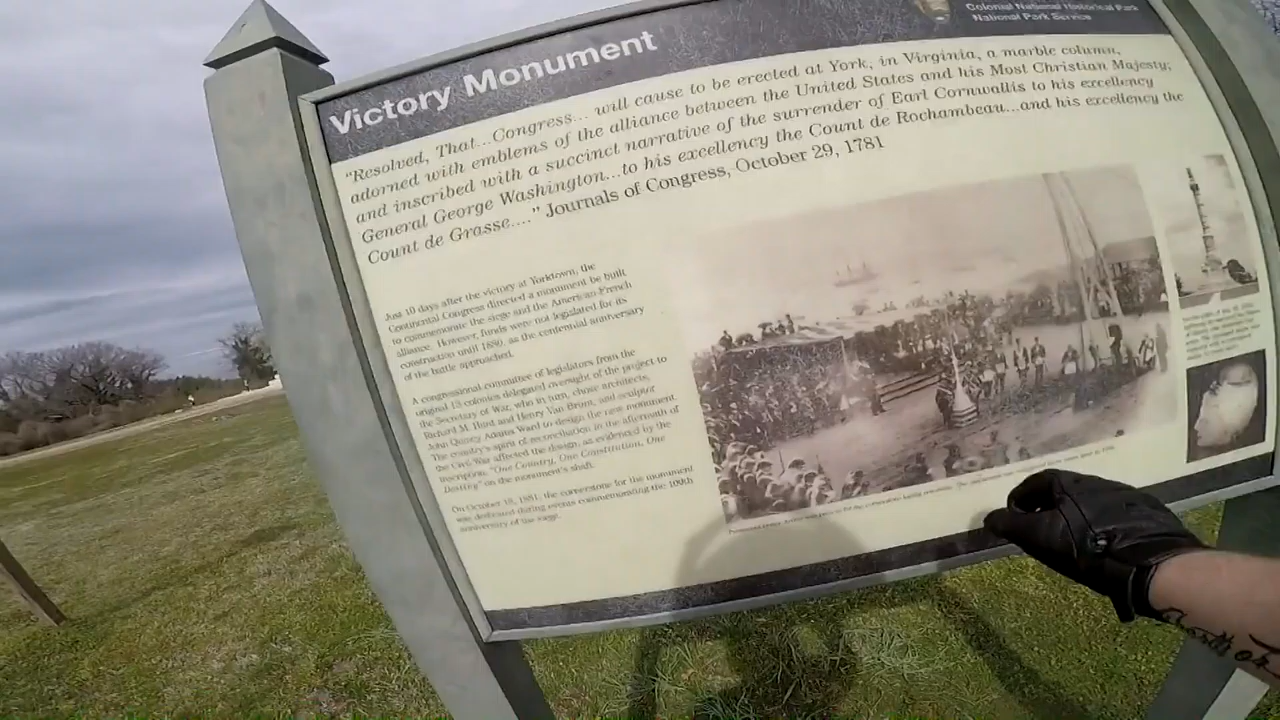 Colonial National Historical Park
National Park Service
Victory Monument
"Resolved, That...Congress... will cause to be erected at York, in Virginia, a marble column,
adorned with emblems of the alliance between the United States and his Most Christian Majesty;
and inscribed with a succinct narrative of the surrender of Earl Cornwallis to his excellency
General George Washington...to his excellency the Count de Rochambeau...and his excellency the
Count de Grasse...." Journals of Congress, October 29, 1781
Just 10 days after the victory at Yorktown, the
Continental Congress directed a monument be built
to commemorate the siege and the American-French
alliance. However, funds were not legislated for its
construction until 1880, as the centennial anniversary
of the battle approached.
A congressional committee of legislators from the
original 13 colonies delegated oversight of the project to
the Secretary of War, who in turn, chose architects,
Richard M. Hunt and Henry Van Brunt, and sculptor
John Quincy Adams Ward to design the new monument.
The country's spirit of reconciliation in the aftermath of
the Civil War affected the design, as evidenced by the
inscription, "One Country, One Constitution, One
Destiny" on the monument's shaft.
On October 18, 1881, the cornerstone for the monument
was dedicated during events commemorating the 100th
anniversary of the siege.